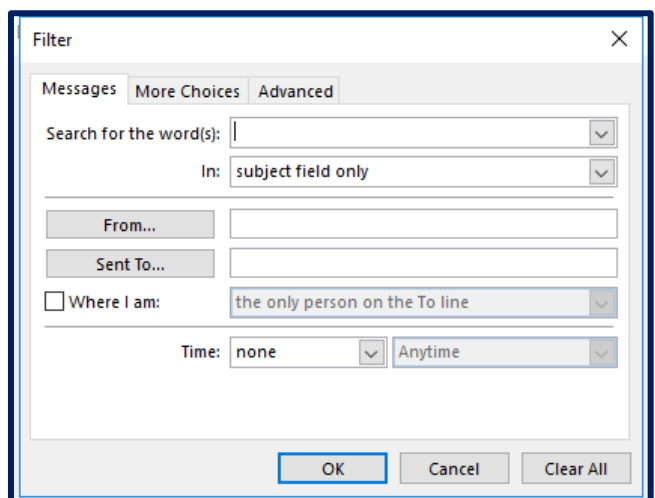 Filter
Messages More Choices Advanced
Search for the word(s):
In: subject field only
From...
Sent To...
Where I am: the only person on the To line
Time: none Anytime
OK Cancel Clear All